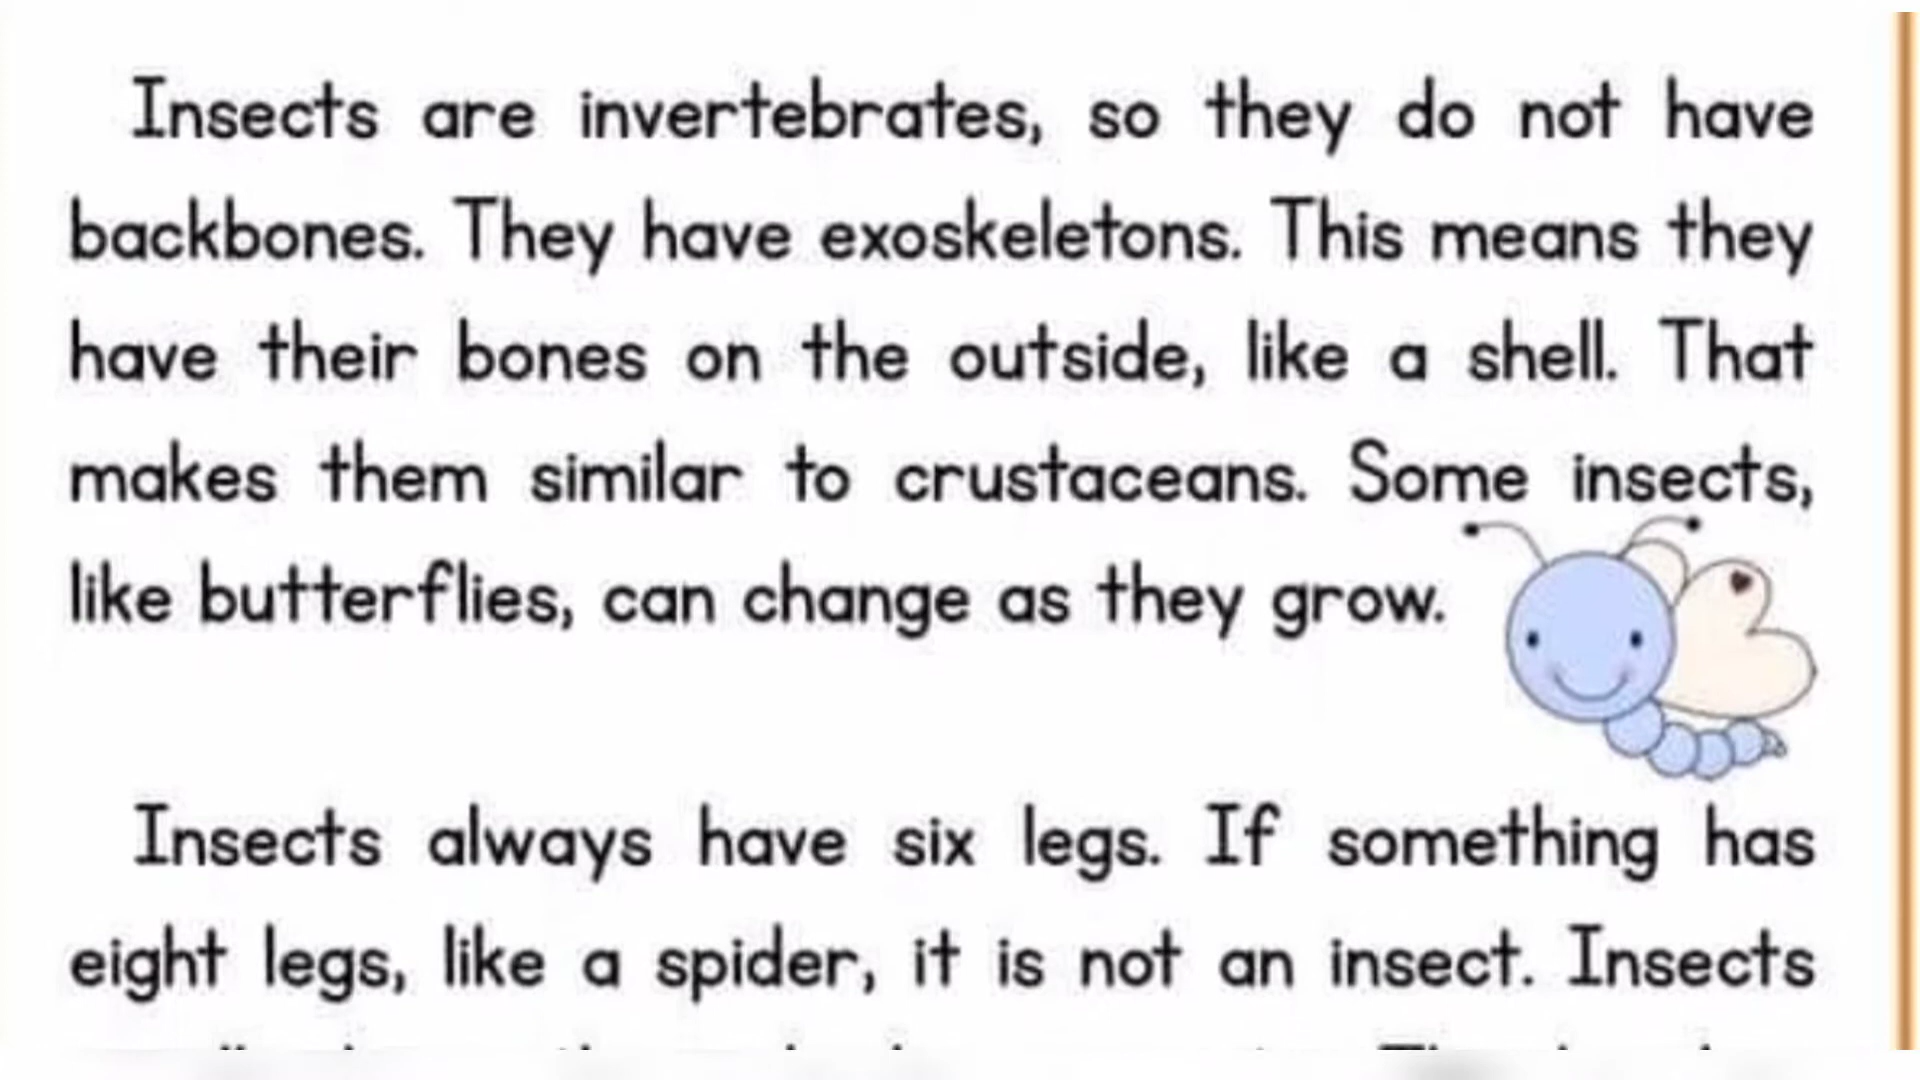 Insects are invertebrates, so they do not have
backbones. They have exoskeletons. This means they
have their bones on the outside, like a shell. That
makes them similar to crustaceans. Some insects,
like butterflies, can change as they grow.
Insects always have six legs. If something has
eight legs, like a spider, it is not an insect. Insects